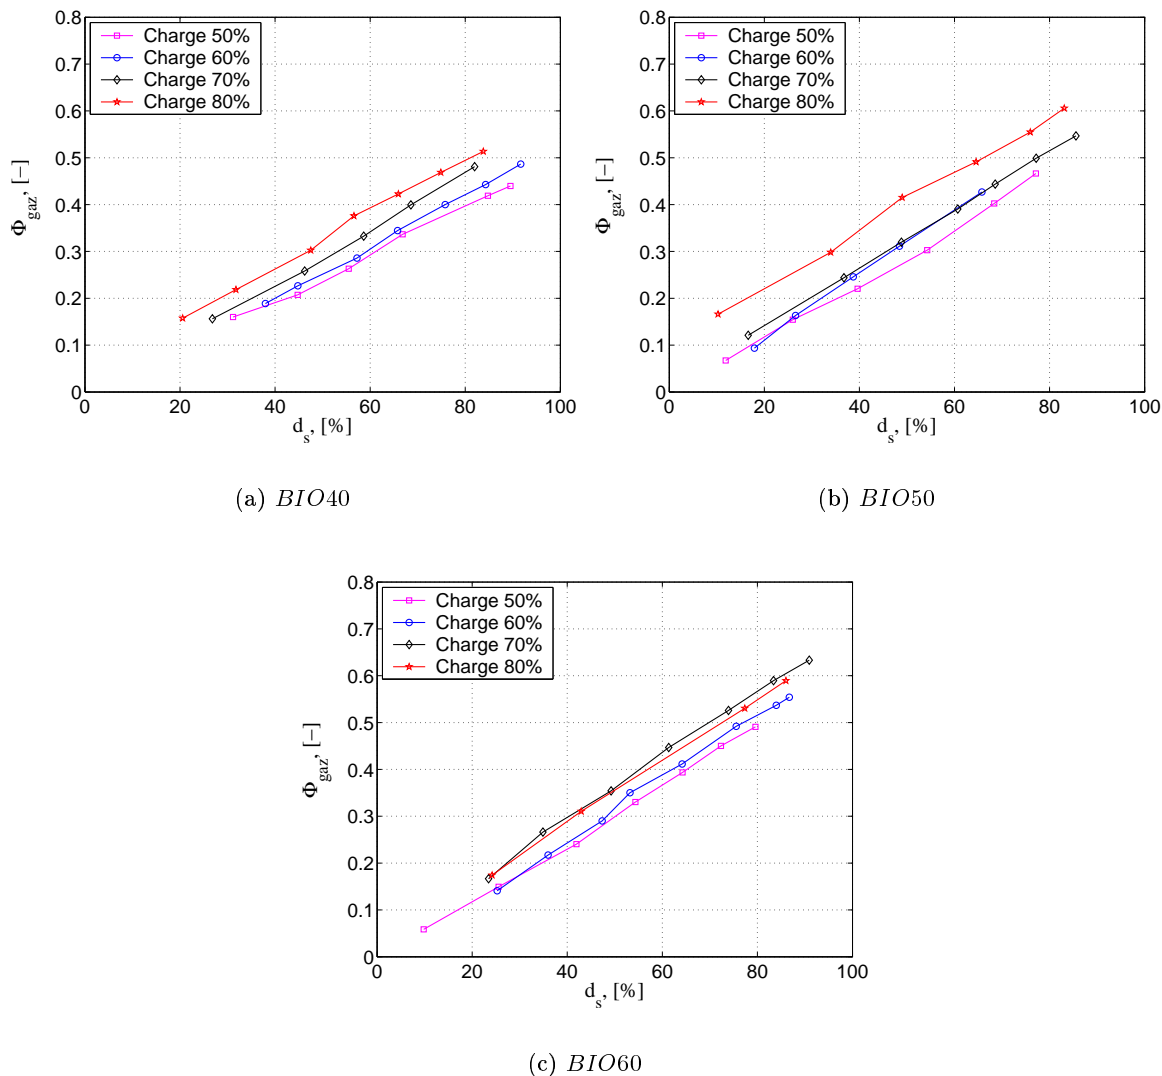 0.8
0.7
0.6
0.5
0.4
0.3
0.2
0.1
0
Φgaz, [−]
Charge 50%
Charge 60%
Charge 70%
Charge 80%
0 20 40 60 80 100
ds, [%]
(a) BIO40
0.8
0.7
0.6
0.5
0.4
0.3
0.2
0.1
0
Φgaz, [−]
Charge 50%
Charge 60%
Charge 70%
Charge 80%
0 20 40 60 80 100
ds, [%]
(b) BIO50
0.8
0.7
0.6
0.5
0.4
0.3
0.2
0.1
0
Φgaz, [−]
Charge 50%
Charge 60%
Charge 70%
Charge 80%
0 20 40 60 80 100
ds, [%]
(c) BIO60